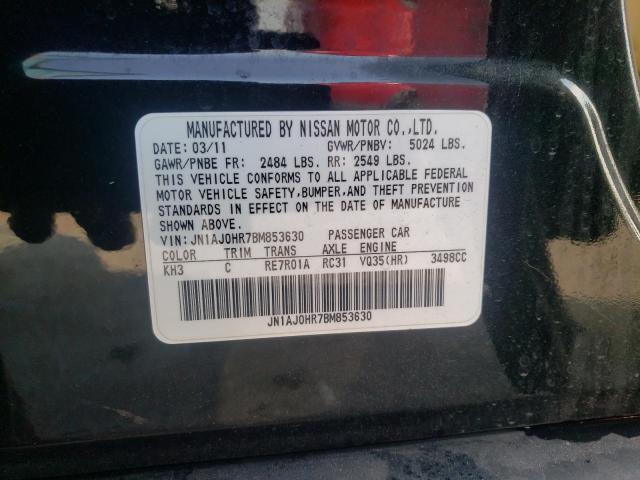 MANUFACTURED BY NISSAN MOTOR CO.,LTD.
DATE: 03/11 GVWR/PNBV: 5024 LBS.
GAWR/PNBE FR: 2484 LBS. RR: 2549 LBS.
THIS VEHICLE CONFORMS TO ALL APPLICABLE FEDERAL
MOTOR VEHICLE SAFETY,BUMPER,AND THEFT PREVENTION
STANDARDS IN EFFECT ON THE DATE OF MANUFACTURE
SHOWN ABOVE.
VIN:JN1AJ0HR7BM853630 PASSENGER CAR
COLOR TRIM TRANS AXLE ENGINE
KH3 C RE7R01A RC31 VQ35(HR) 3498CC
JN1AJ0HR7BM853630